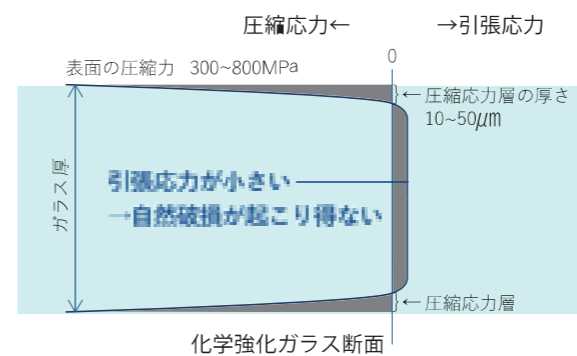 圧縮応力← →引張応力
表面の圧縮力 300~800MPa
0
←圧縮応力層の厚さ
10~50μm
ガラス厚
引張応力が小さい
→自然破損が起こり得ない
←圧縮応力層
化学強化ガラス断面